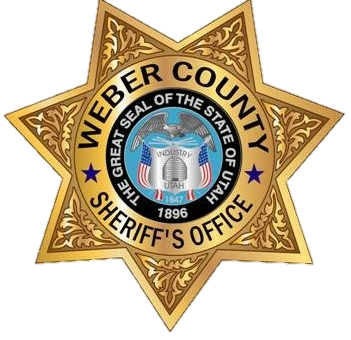 WEBER COUNTY
THE GREAT SEAL OF THE STATE OF UTAH
INDUSTRY
UTAH
1847
1896
SHERIFF'S OFFICE